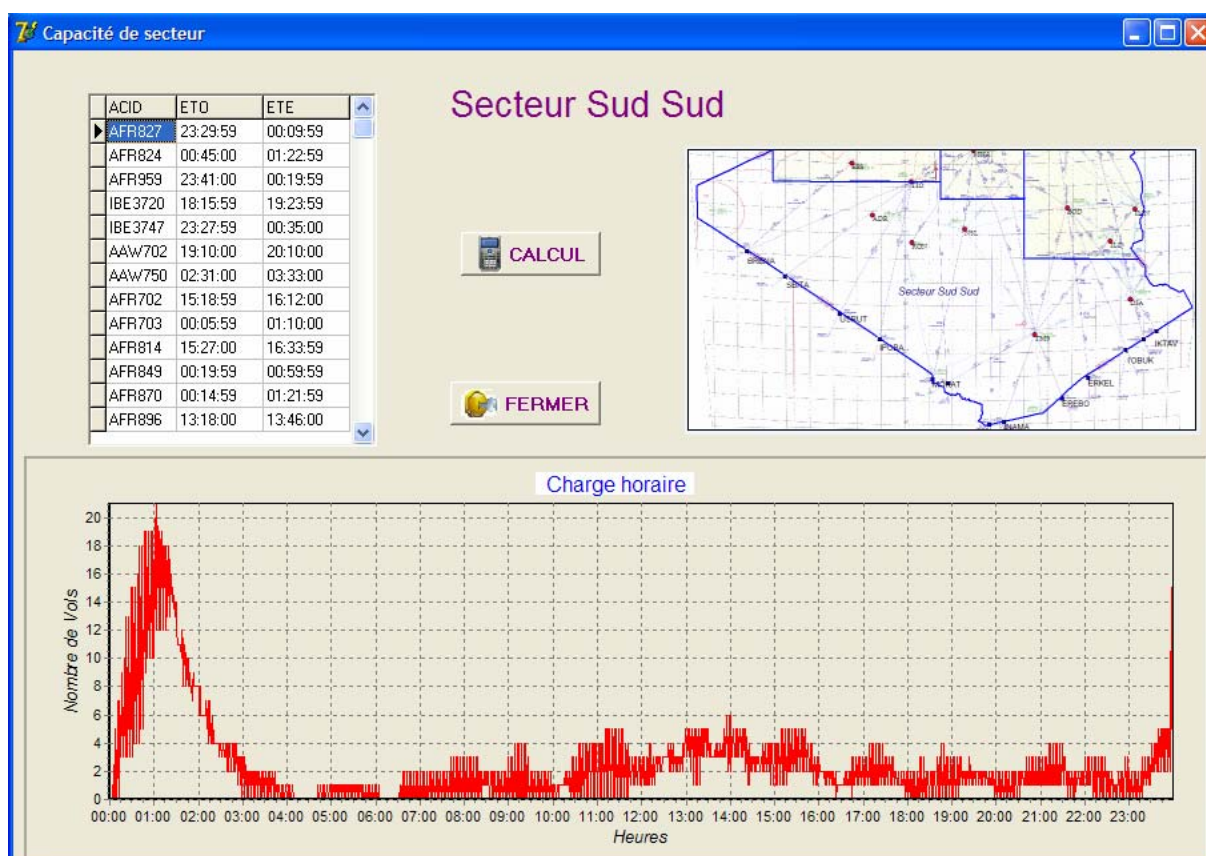 Capacité de secteur
ACID ETO ETE
AFR827 23:29:59 00:09:59
AFR824 00:45:00 01:22:59
AFR959 23:41:00 00:19:59
IBE3720 18:15:59 19:23:59
IBE3747 23:27:59 00:35:00
AAW702 19:10:00 20:10:00
AAW750 02:31:00 03:33:00
AFR702 15:18:59 16:12:00
AFR703 00:05:59 01:10:00
AFR814 15:27:00 16:33:59
AFR849 00:19:59 00:59:59
AFR870 00:14:59 01:21:59
AFR896 13:18:00 13:46:00
Secteur Sud Sud
CALCUL
FERMER
SBITA
Secteur Sud Sud
IPOBA
IKTAV
TOBUK
ERKEL
EREBO
INAMA
Charge horaire
Nombre de Vols
20
18
16
14
12
10
8
6
4
2
0
00:00 01:00 02:00 03:00 04:00 05:00 06:00 07:00 08:00 09:00 10:00 11:00 12:00 13:00 14:00 15:00 16:00 17:00 18:00 19:00 20:00 21:00 22:00 23:00
Heures